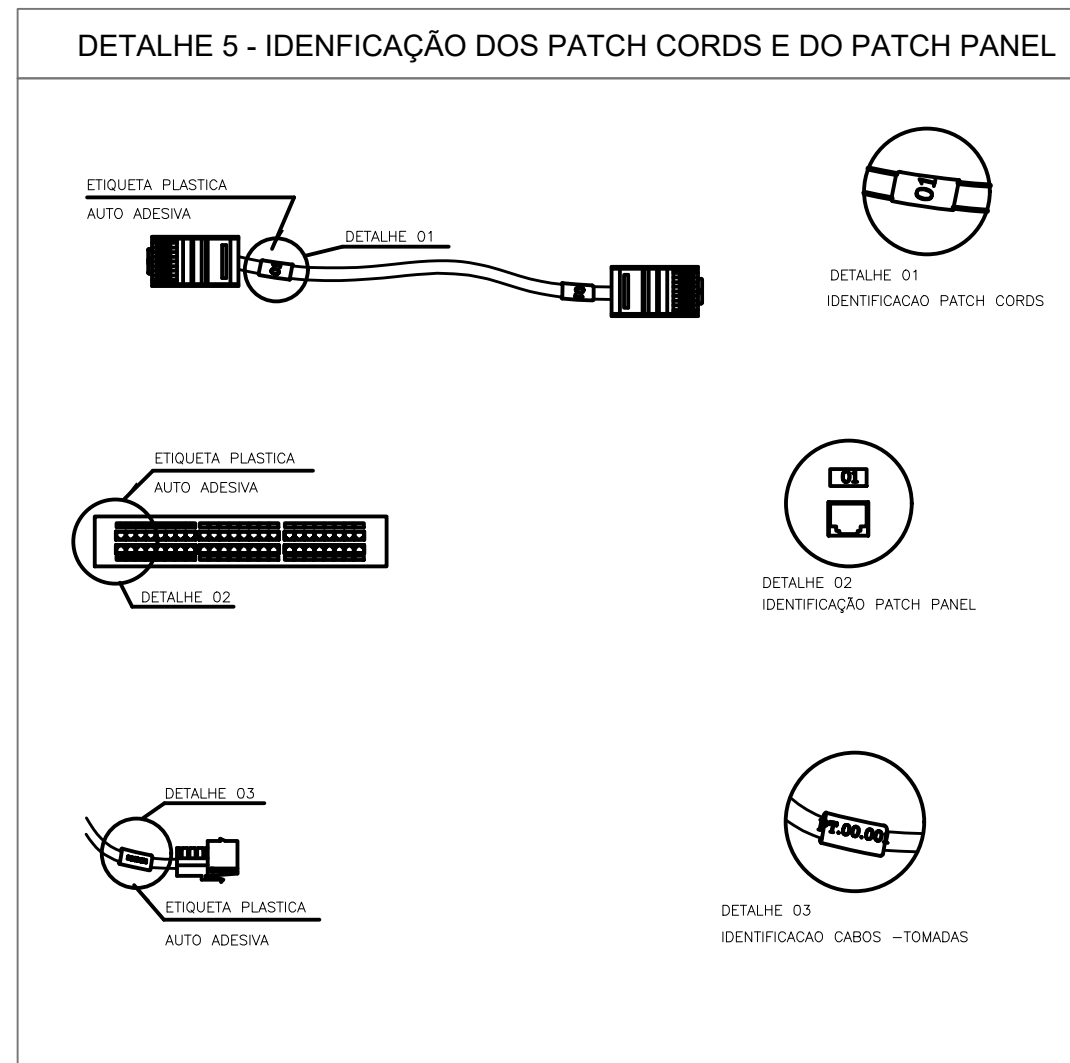 DETALHE 5 - IDENFICAÇÃO DOS PATCH CORDS E DO PATCH PANEL
ETIQUETA PLASTICA
AUTO ADESIVA
DETALHE 01
01
DETALHE 01
IDENTIFICACAO PATCH CORDS
ETIQUETA PLASTICA
AUTO ADESIVA
DETALHE 02
01
DETALHE 02
IDENTIFICAÇÃO PATCH PANEL
DETALHE 03
ETIQUETA PLASTICA
AUTO ADESIVA
PT.00.001
DETALHE 03
IDENTIFICACAO CABOS -TOMADAS